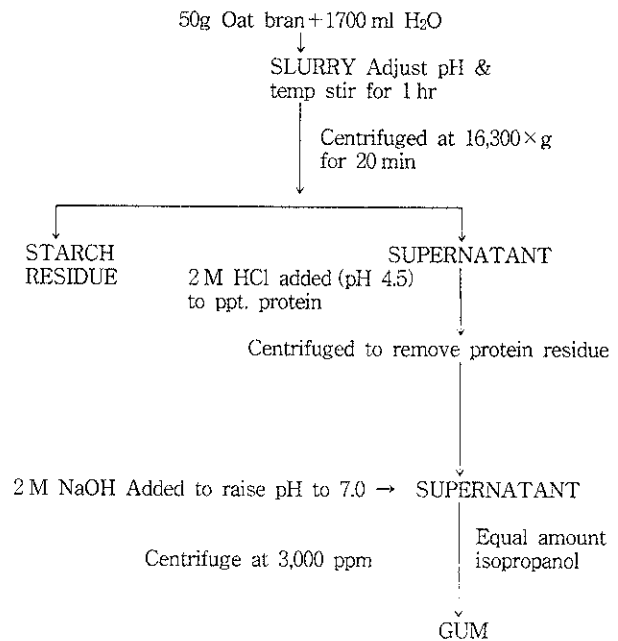 50g Oat bran+1700 ml H₂O
SLURRY Adjust pH &
temp stir for 1 hr
Centrifuged at 16,300×g
for 20 min
STARCH
RESIDUE
SUPERNATANT
2 M HCl added (pH 4.5)
to ppt. protein
Centrifuged to remove protein residue
2 M NaOH Added to raise pH to 7.0 → SUPERNATANT
Equal amount
isopropanol
Centrifuge at 3,000 ppm
GUM